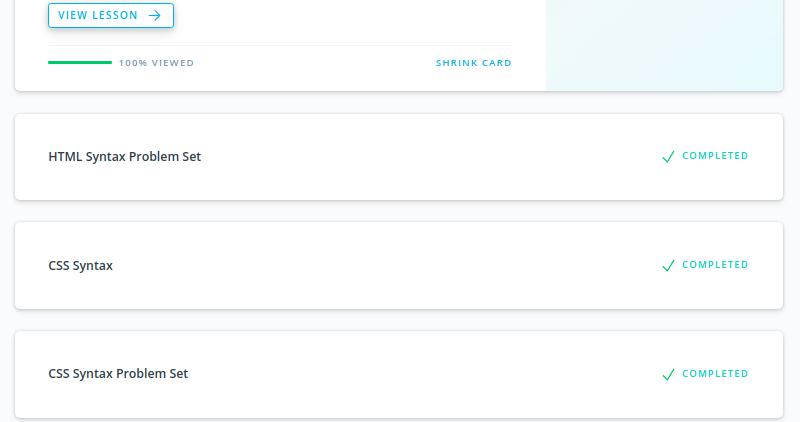 VIEW LESSON
100% VIEWED
SHRINK CARD
HTML Syntax Problem Set
COMPLETED
CSS Syntax
COMPLETED
CSS Syntax Problem Set
COMPLETED